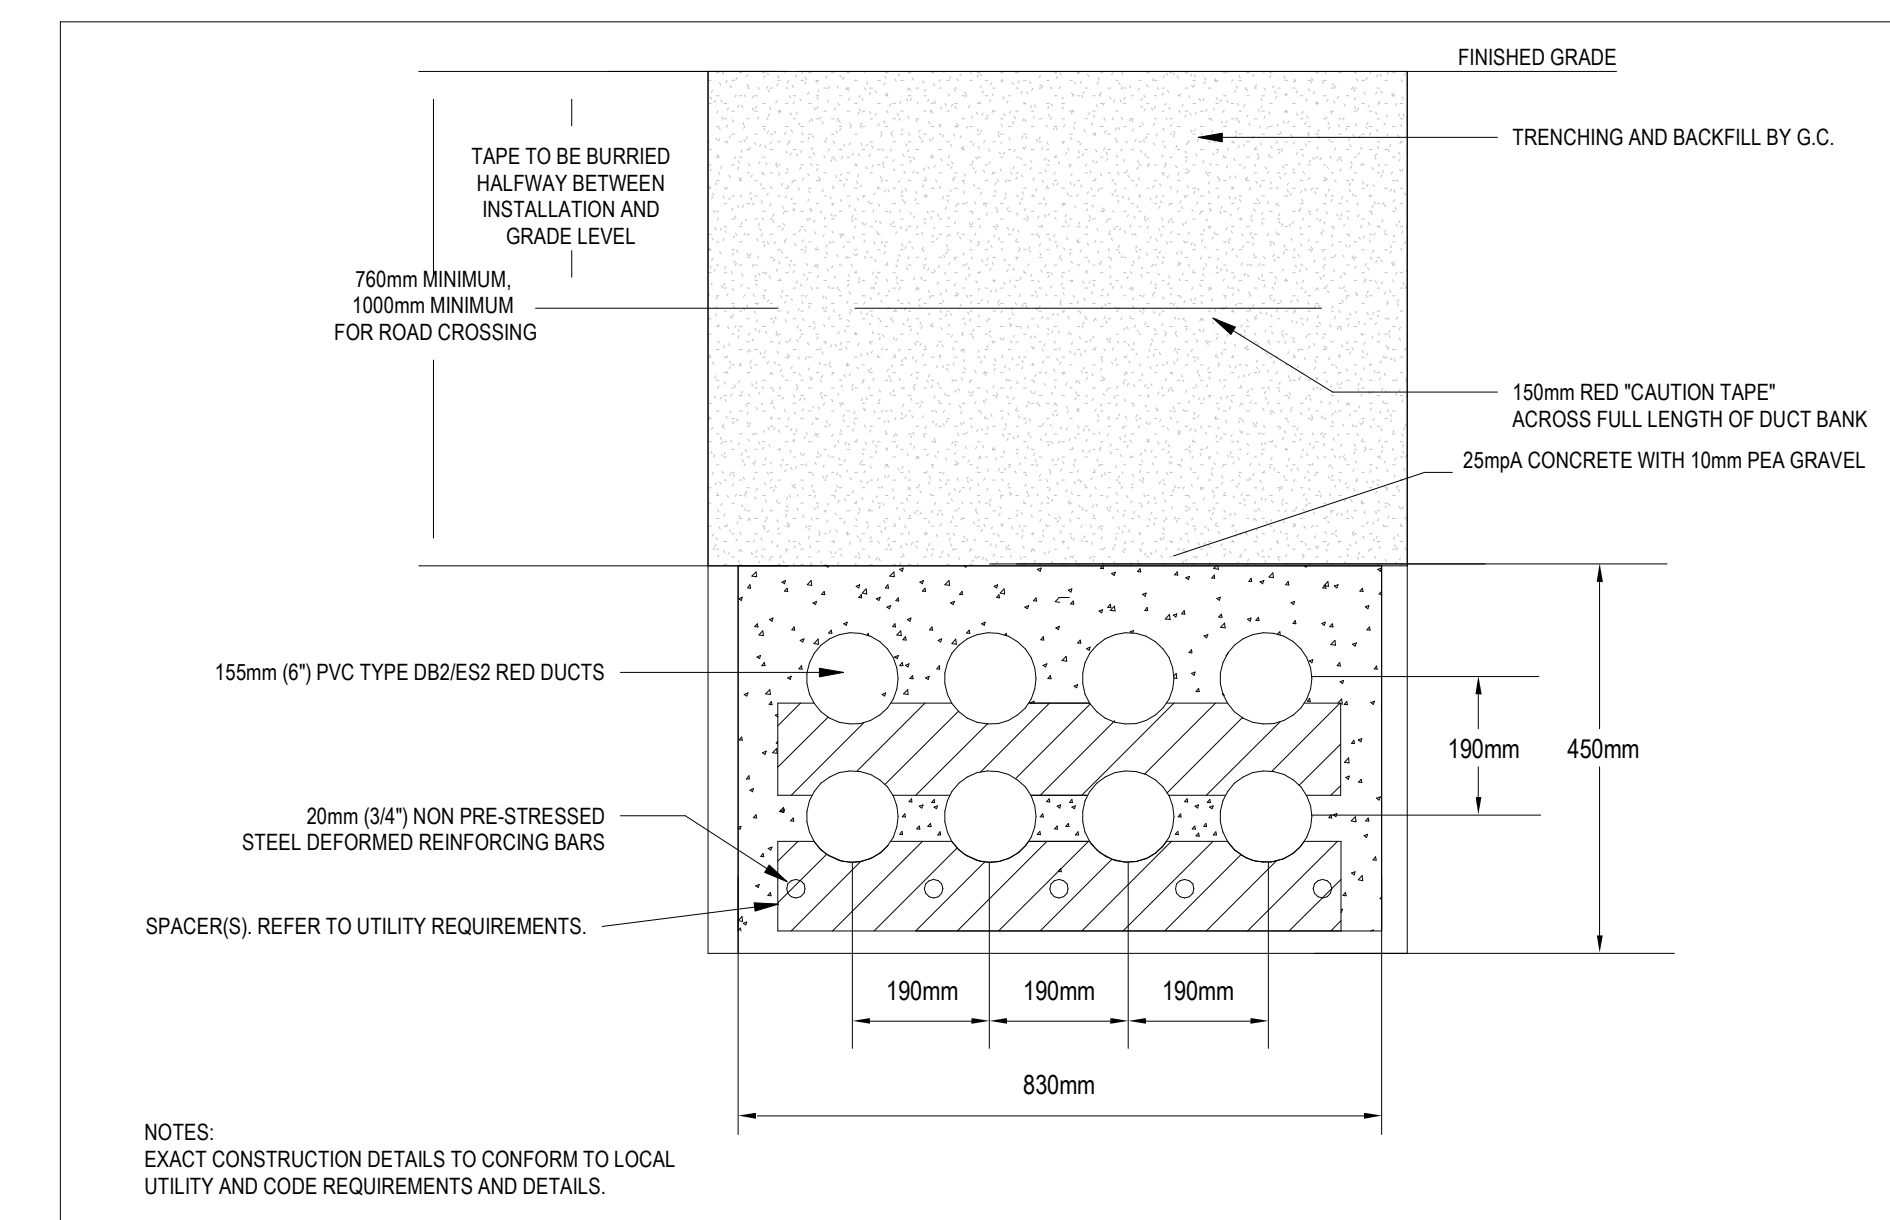 FINISHED GRADE
TRENCHING AND BACKFILL BY G.C.
TAPE TO BE BURRIED
HALFWAY BETWEEN
INSTALLATION AND
GRADE LEVEL
760mm MINIMUM,
1000mm MINIMUM
FOR ROAD CROSSING
150mm RED "CAUTION TAPE"
ACROSS FULL LENGTH OF DUCT BANK
25mpA CONCRETE WITH 10mm PEA GRAVEL
155mm (6") PVC TYPE DB2/ES2 RED DUCTS
190mm
450mm
20mm (3/4") NON PRE-STRESSED
STEEL DEFORMED REINFORCING BARS
SPACER(S). REFER TO UTILITY REQUIREMENTS.
190mm
190mm
190mm
830mm
NOTES:
EXACT CONSTRUCTION DETAILS TO CONFORM TO LOCAL
UTILITY AND CODE REQUIREMENTS AND DETAILS.